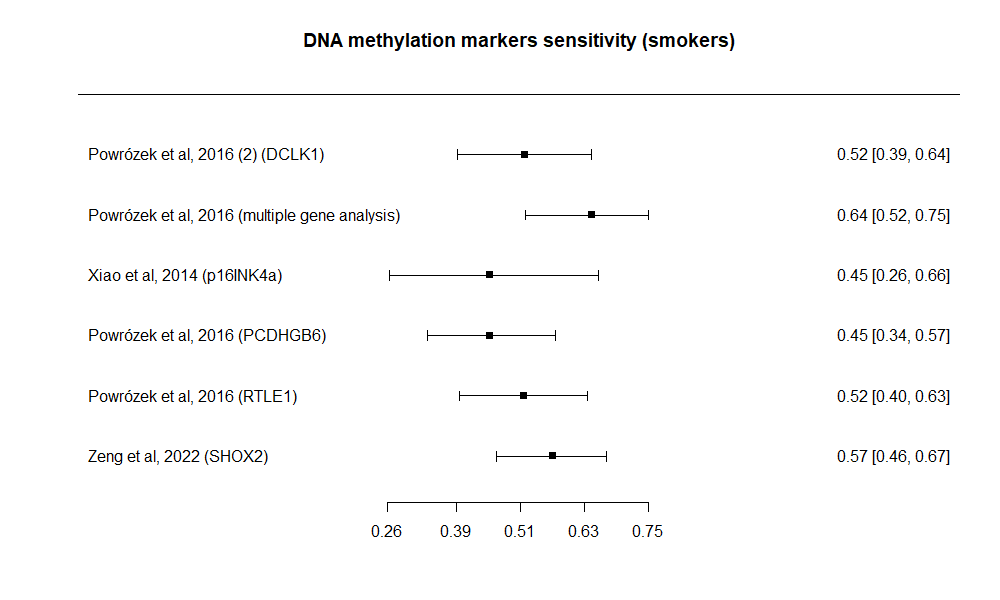 DNA methylation markers sensitivity (smokers)
Powrózek et al, 2016 (2) (DCLK1) 0.52 [0.39, 0.64]
Powrózek et al, 2016 (multiple gene analysis) 0.64 [0.52, 0.75]
Xiao et al, 2014 (p16INK4a) 0.45 [0.26, 0.66]
Powrózek et al, 2016 (PCDHGB6) 0.45 [0.34, 0.57]
Powrózek et al, 2016 (RTLE1) 0.52 [0.40, 0.63]
Zeng et al, 2022 (SHOX2) 0.57 [0.46, 0.67]
0.26 0.39 0.51 0.63 0.75